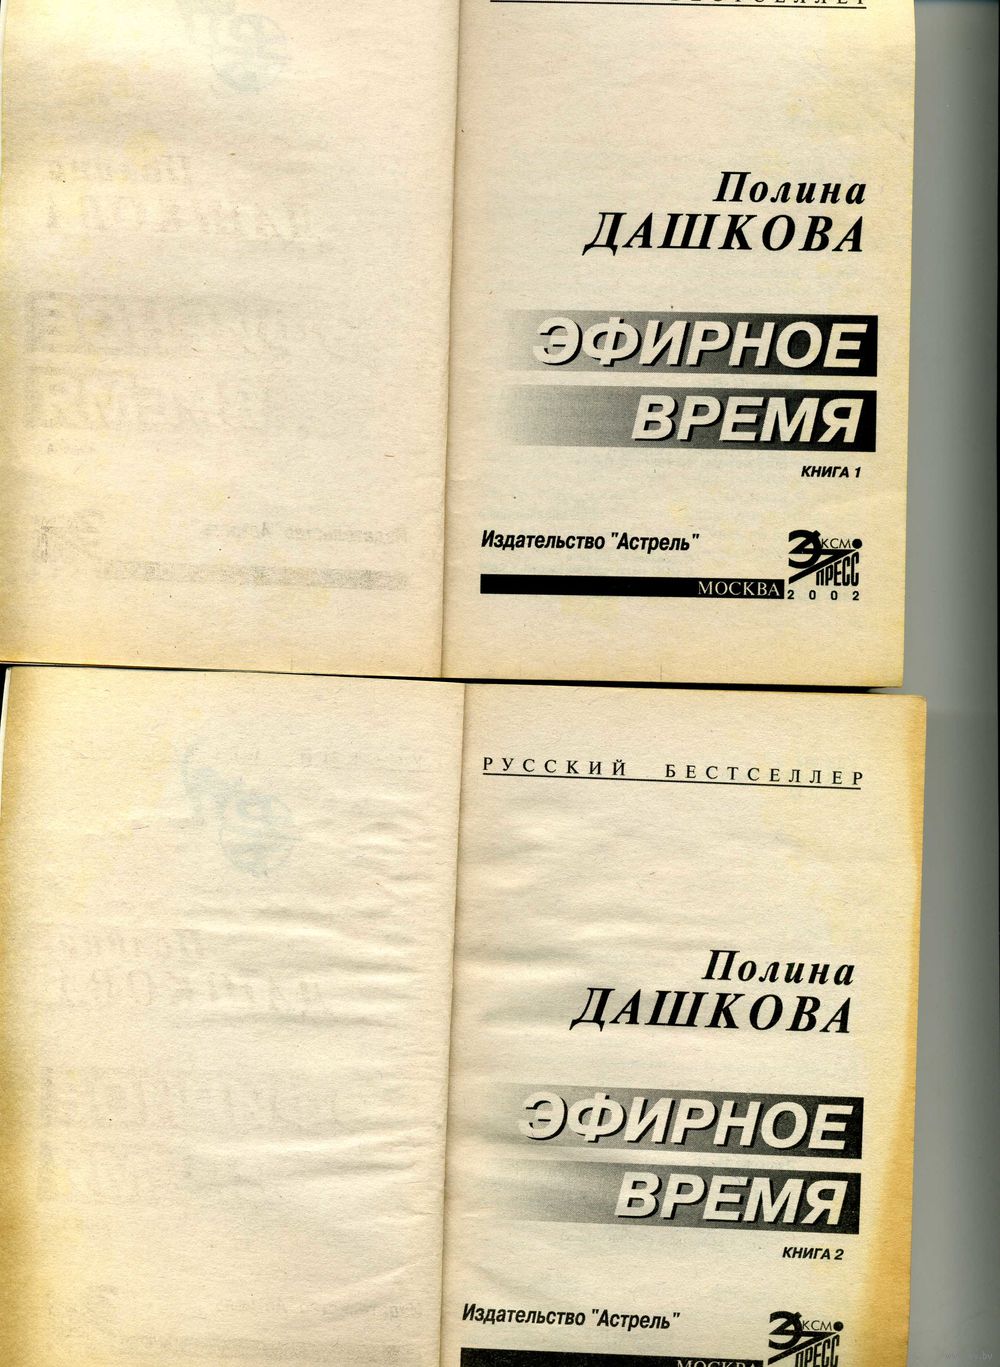 БЕСТСЕЛЛЕР
Полина
ДАШКОВА
ЭФИРНОЕ
ВРЕМЯ
КНИГА 1
Издательство "Астрель"
ЭКСМО
ПРЕСС
МОСКВА
2002
РУССКИЙ БЕСТСЕЛЛЕР
Полина
ДАШКОВА
ЭФИРНОЕ
ВРЕМЯ
КНИГА 2
Издательство "Астрель"
ЭКСМО
ПРЕСС
МОСКВА